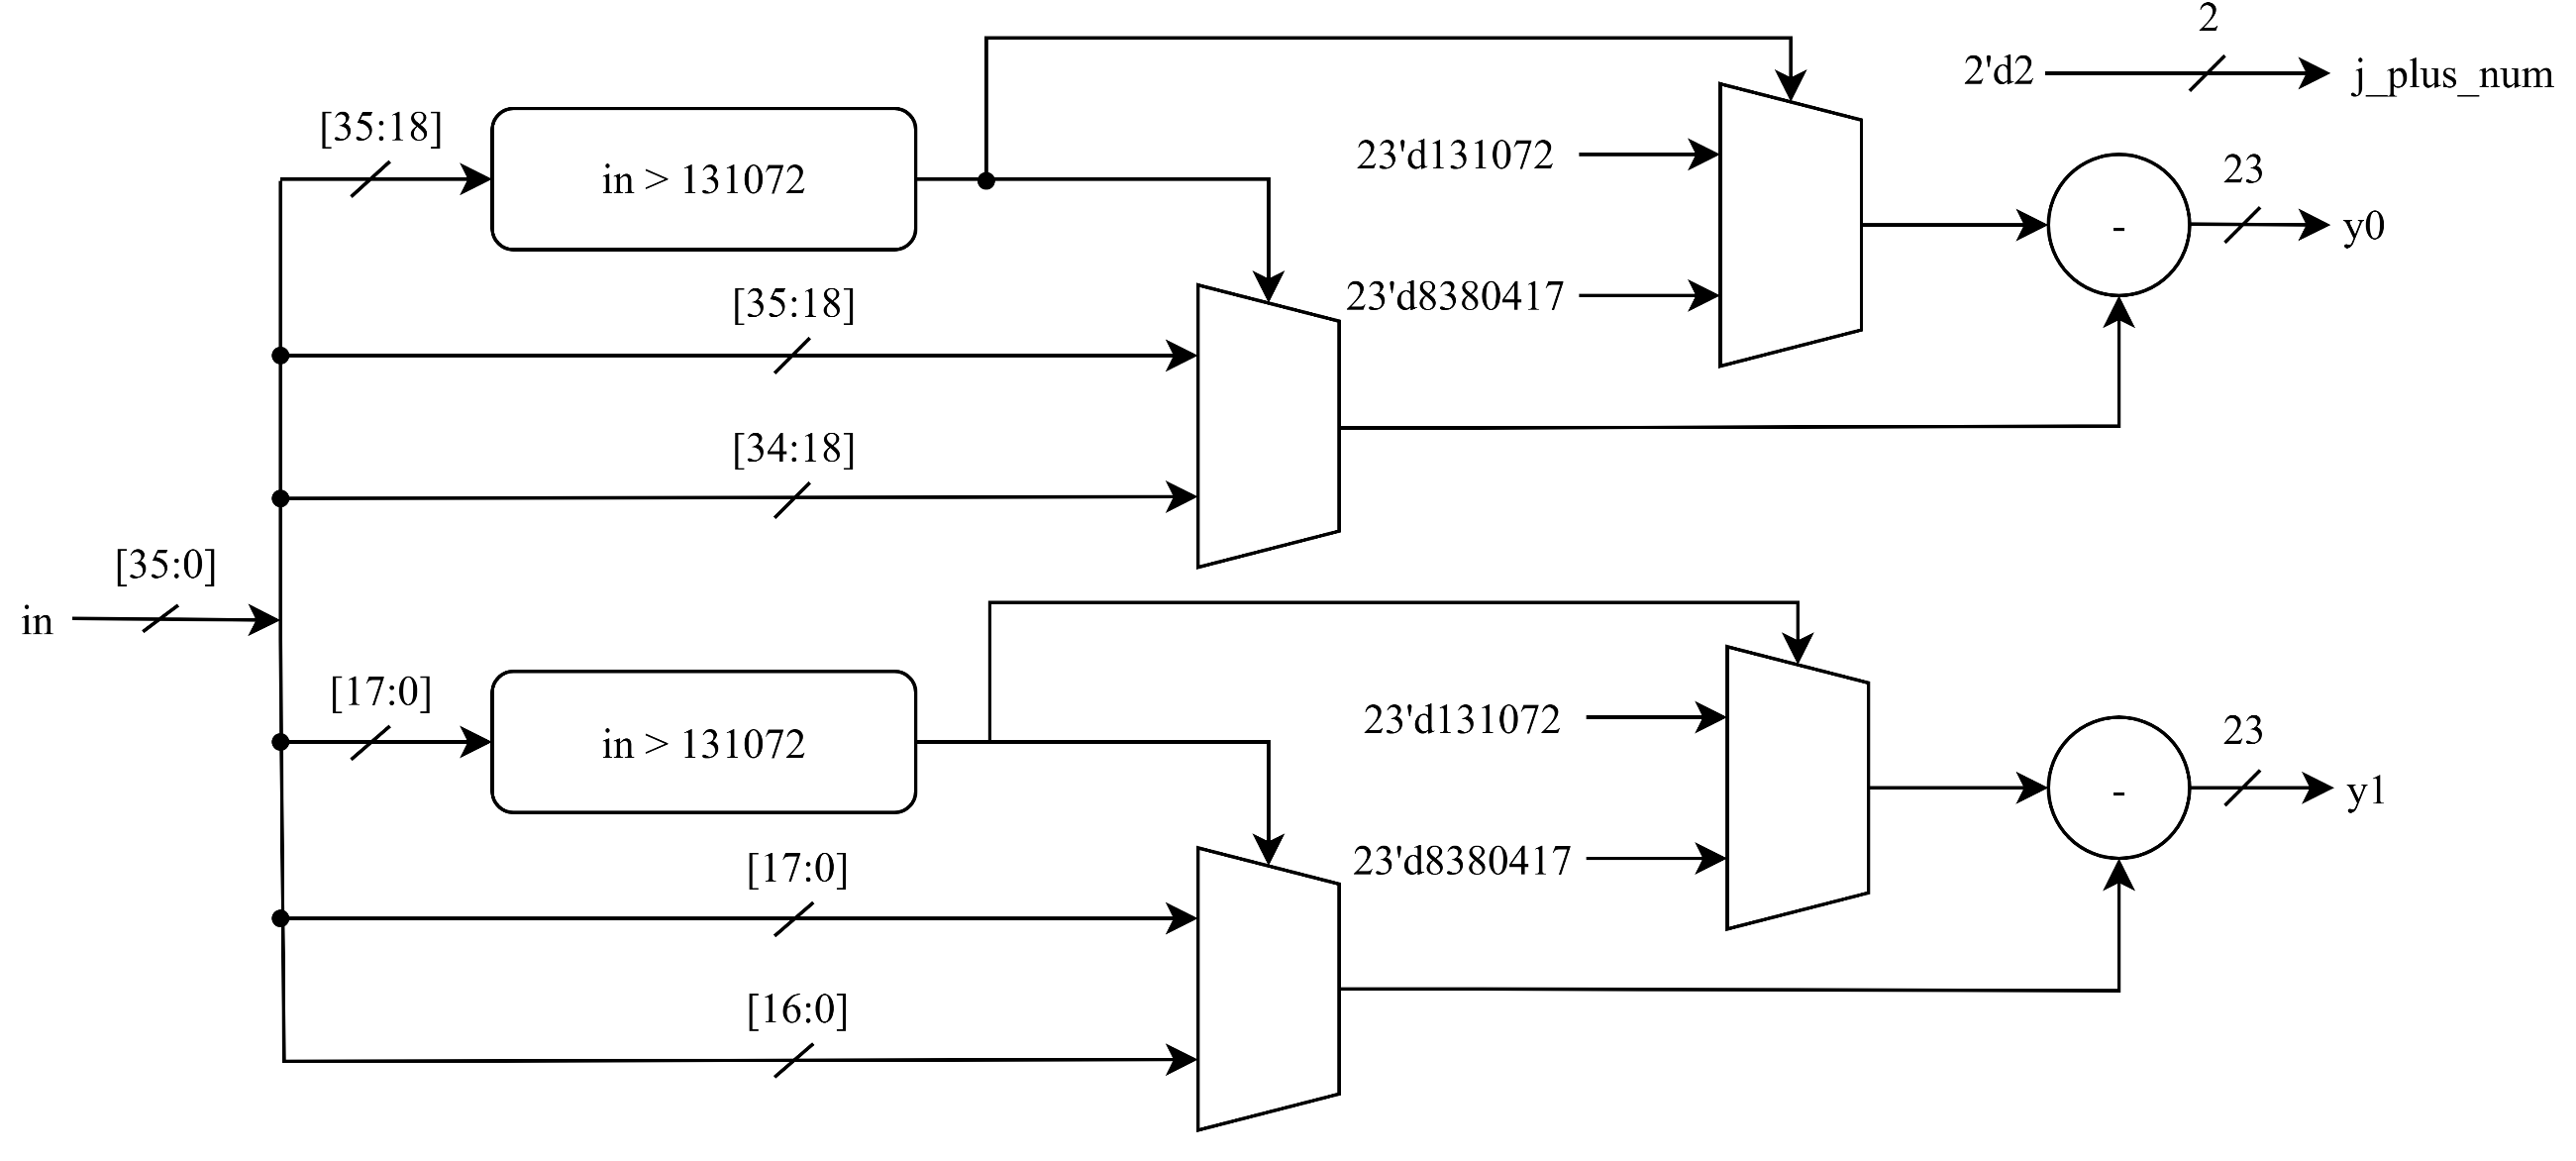 2
2'd2
j_plus_num
[35:18]
in > 131072
23'd131072
23
y0
23'd8380417
[35:18]
[34:18]
[35:0]
in
[17:0]
in > 131072
23'd131072
-
23
y1
23'd8380417
[17:0]
[16:0]
-